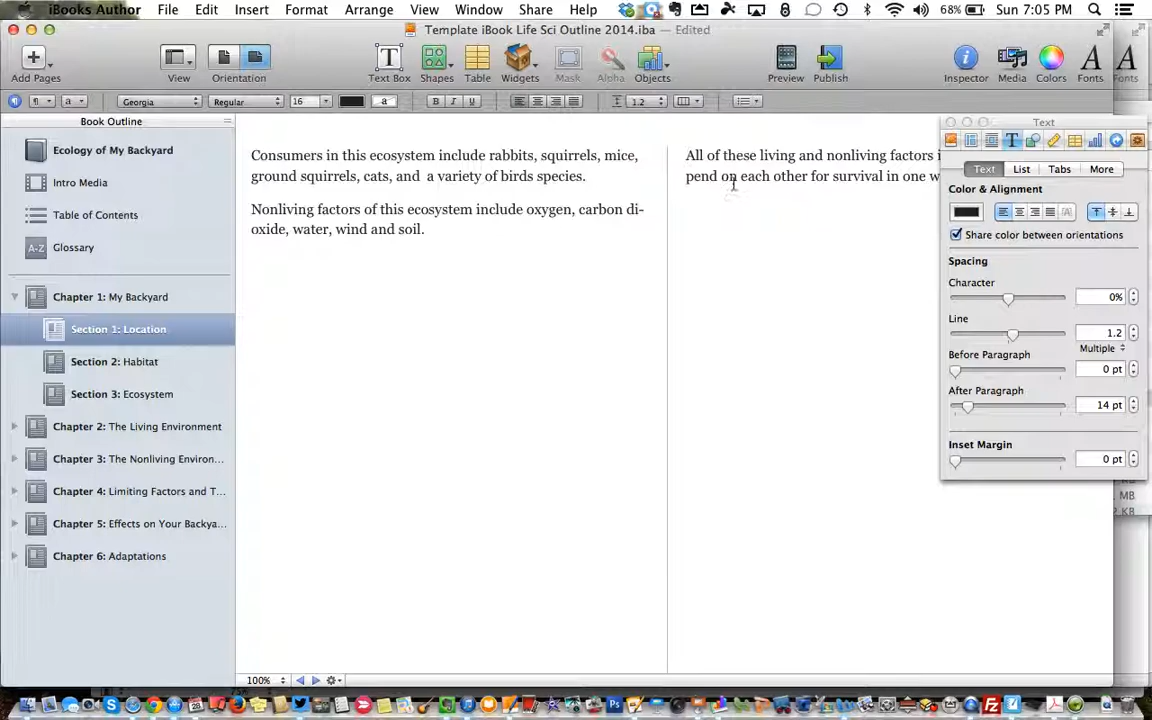 iBooks Author File Edit Insert Format Arrange View Window Share Help 68% Sun 7:05 PM
Template iBook Life Sci Outline 2014.iba — Edited
Add Pages View Orientation Text Box Shapes Table Widgets Mask Alpha Objects Preview Publish Inspector Media Colors Fonts Fonts
Georgia Regular 16 a B I U 1.2
Book Outline
Ecology of My Backyard
Intro Media
Table of Contents
A-Z Glossary
Chapter 1: My Backyard
Section 1: Location
Section 2: Habitat
Section 3: Ecosystem
Chapter 2: The Living Environment
Chapter 3: The Nonliving Environ...
Chapter 4: Limiting Factors and T...
Chapter 5: Effects on Your Backya...
Chapter 6: Adaptations
Consumers in this ecosystem include rabbits, squirrels, mice,
ground squirrels, cats, and a variety of birds species.
Nonliving factors of this ecosystem include oxygen, carbon di-
oxide, water, wind and soil.
All of these living and nonliving factors
pend on each other for survival in one
100%
Text
Text List Tabs More
Color & Alignment
Share color between orientations
Spacing
Character
0%
Line
1.2
Multiple
Before Paragraph
0 pt
After Paragraph
14 pt
Inset Margin
0 pt
MB
KB